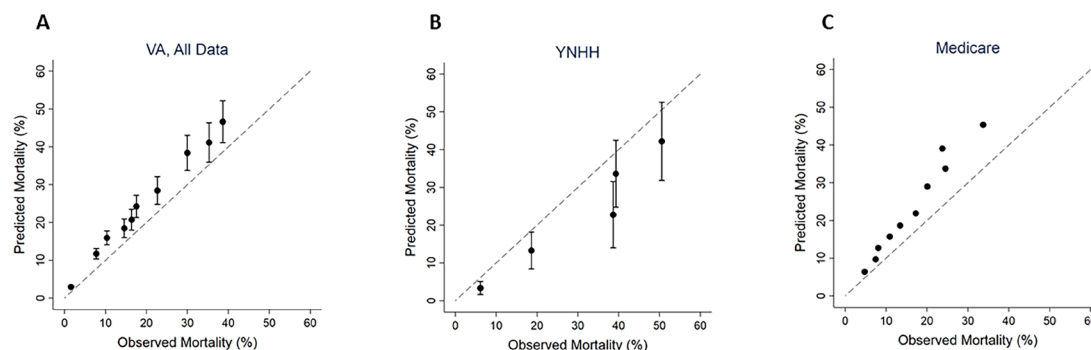 A
VA, All Data
Predicted Mortality (%)
60
50
40
30
20
10
0
0 10 20 30 40 50 60
Observed Mortality (%)
B
YNHH
Predicted Mortality (%)
60
50
40
30
20
10
0
0 10 20 30 40 50 60
Observed Mortality (%)
C
Medicare
Predicted Mortality (%)
60
50
40
30
20
10
0
0 10 20 30 40 50 60
Observed Mortality (%)